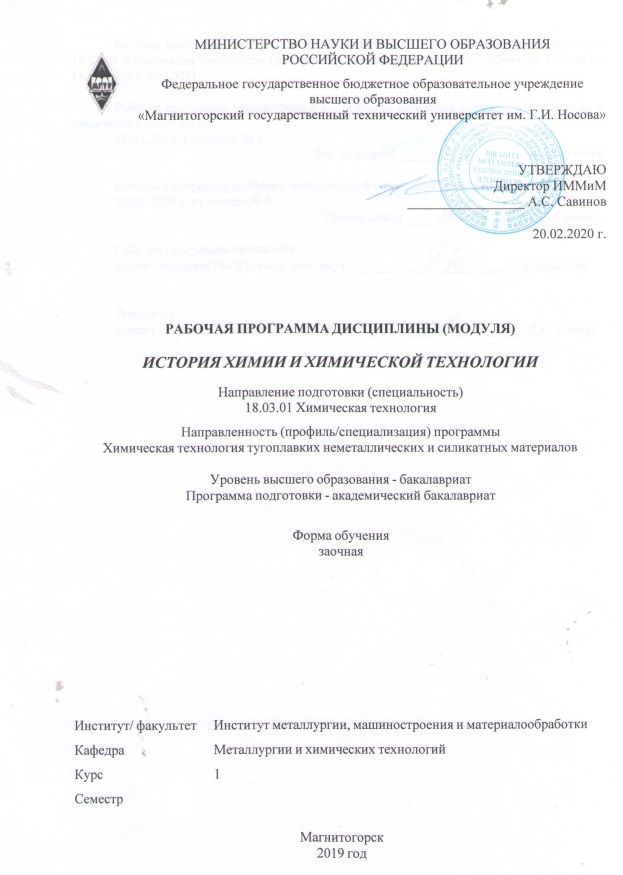 МИНИСТЕРСТВО НАУКИ И ВЫСШЕГО ОБРАЗОВАНИЯ
РОССИЙСКОЙ ФЕДЕРАЦИИ
Федеральное государственное бюджетное образовательное учреждение
высшего образования
«Магнитогорский государственный технический университет им. Г.И. Носова»
УТВЕРЖДАЮ
Директор ИММиМ
А.С. Савинов
20.02.2020 г.
РАБОЧАЯ ПРОГРАММА ДИСЦИПЛИНЫ (МОДУЛЯ)
ИСТОРИЯ ХИМИИ И ХИМИЧЕСКОЙ ТЕХНОЛОГИИ
Направление подготовки (специальность)
18.03.01 Химическая технология
Направленность (профиль/специализация) программы
Химическая технология тугоплавких неметаллических и силикатных материалов
Уровень высшего образования - бакалавриат
Программа подготовки - академический бакалавриат
Форма обучения
заочная
Институт/ факультет Институт металлургии, машиностроения и материалообработки
Кафедра Металлургии и химических технологий
Курс 1
Семестр
Магнитогорск
2019 год